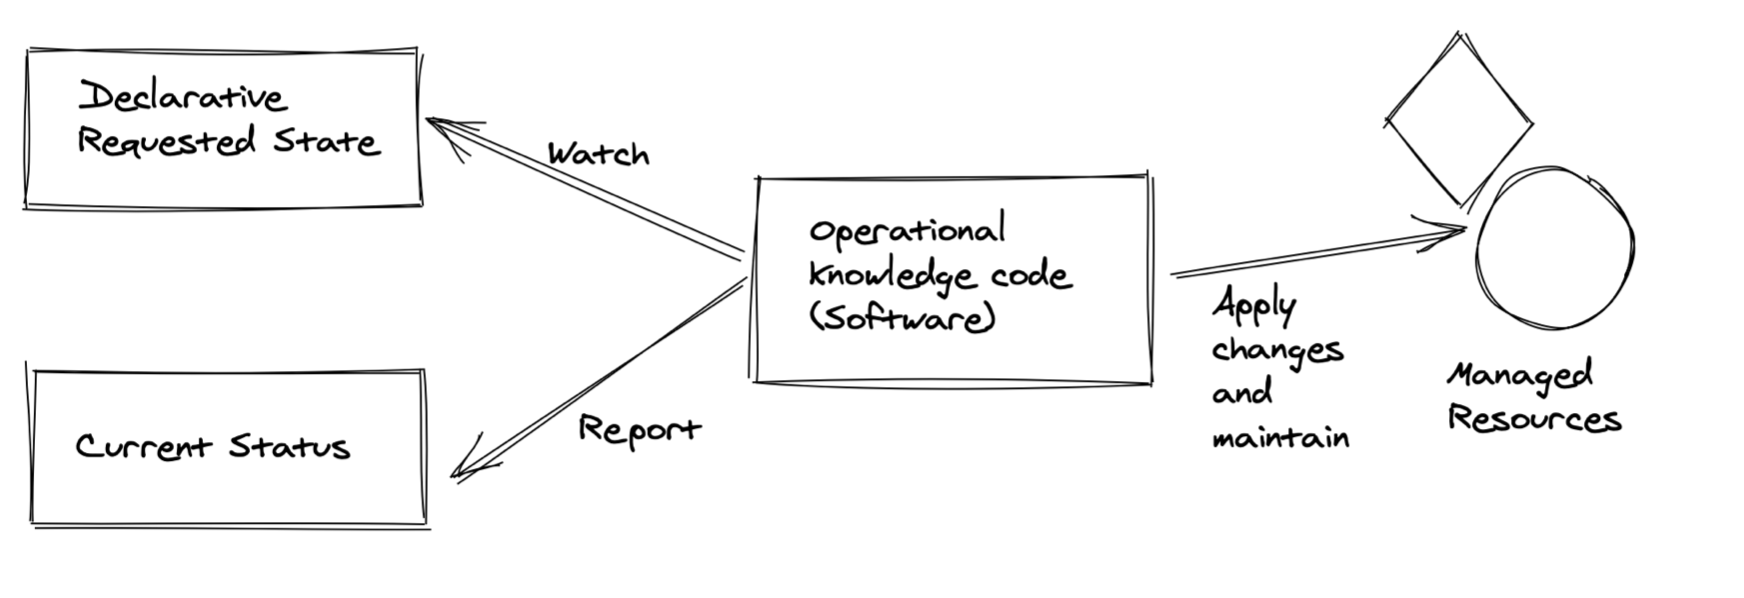 Declarative
Requested State
Watch
Operational
Knowledge code
(Software)
Apply
changes
and
maintain
Managed
Resources
Current Status
Report